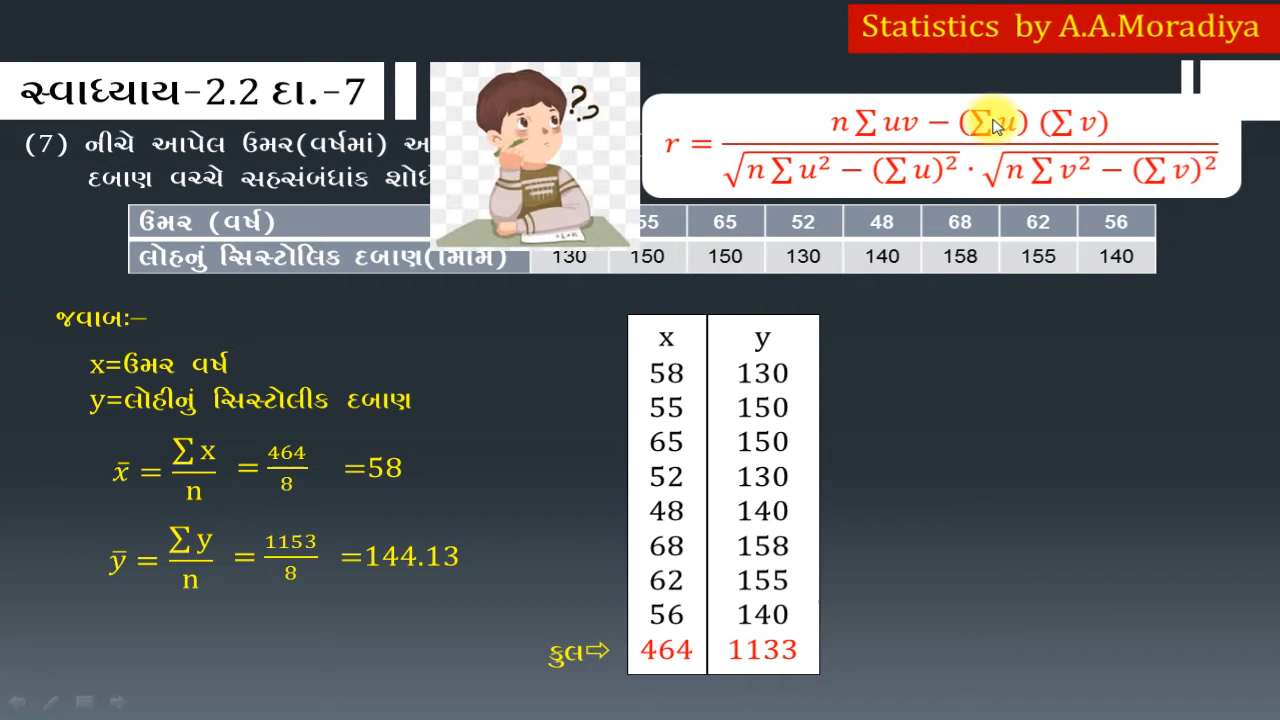 Statistics by A.A.Moradiya
સ્વાધ્યાય-2.2 દા.-7
(7) નીચે આપેલ ઉમર(વર્ષમાં) અ
દબાણ વચ્ચે સહસંબંધાંક શોધ
r = n ∑ uv − (∑ u) (∑ v) / √n ∑ u² − (∑ u)² · √n ∑ v² − (∑ v)²
ઉમર (વર્ષ) 55 65 52 48 68 62 56
લોહનું સિસ્ટોલિક દબાણ(મિમિ) 130 150 150 130 140 158 155 140
જવાબ:–
x=ઉમર વર્ષ
y=લોહીનું સિસ્ટોલીક દબાણ
x̄ = ∑ x / n = 464 / 8 =58
ȳ = ∑ y / n = 1153 / 8 =144.13
x y
58 130
55 150
65 150
52 130
48 140
68 158
62 155
56 140
કુલ⇨ 464 1133